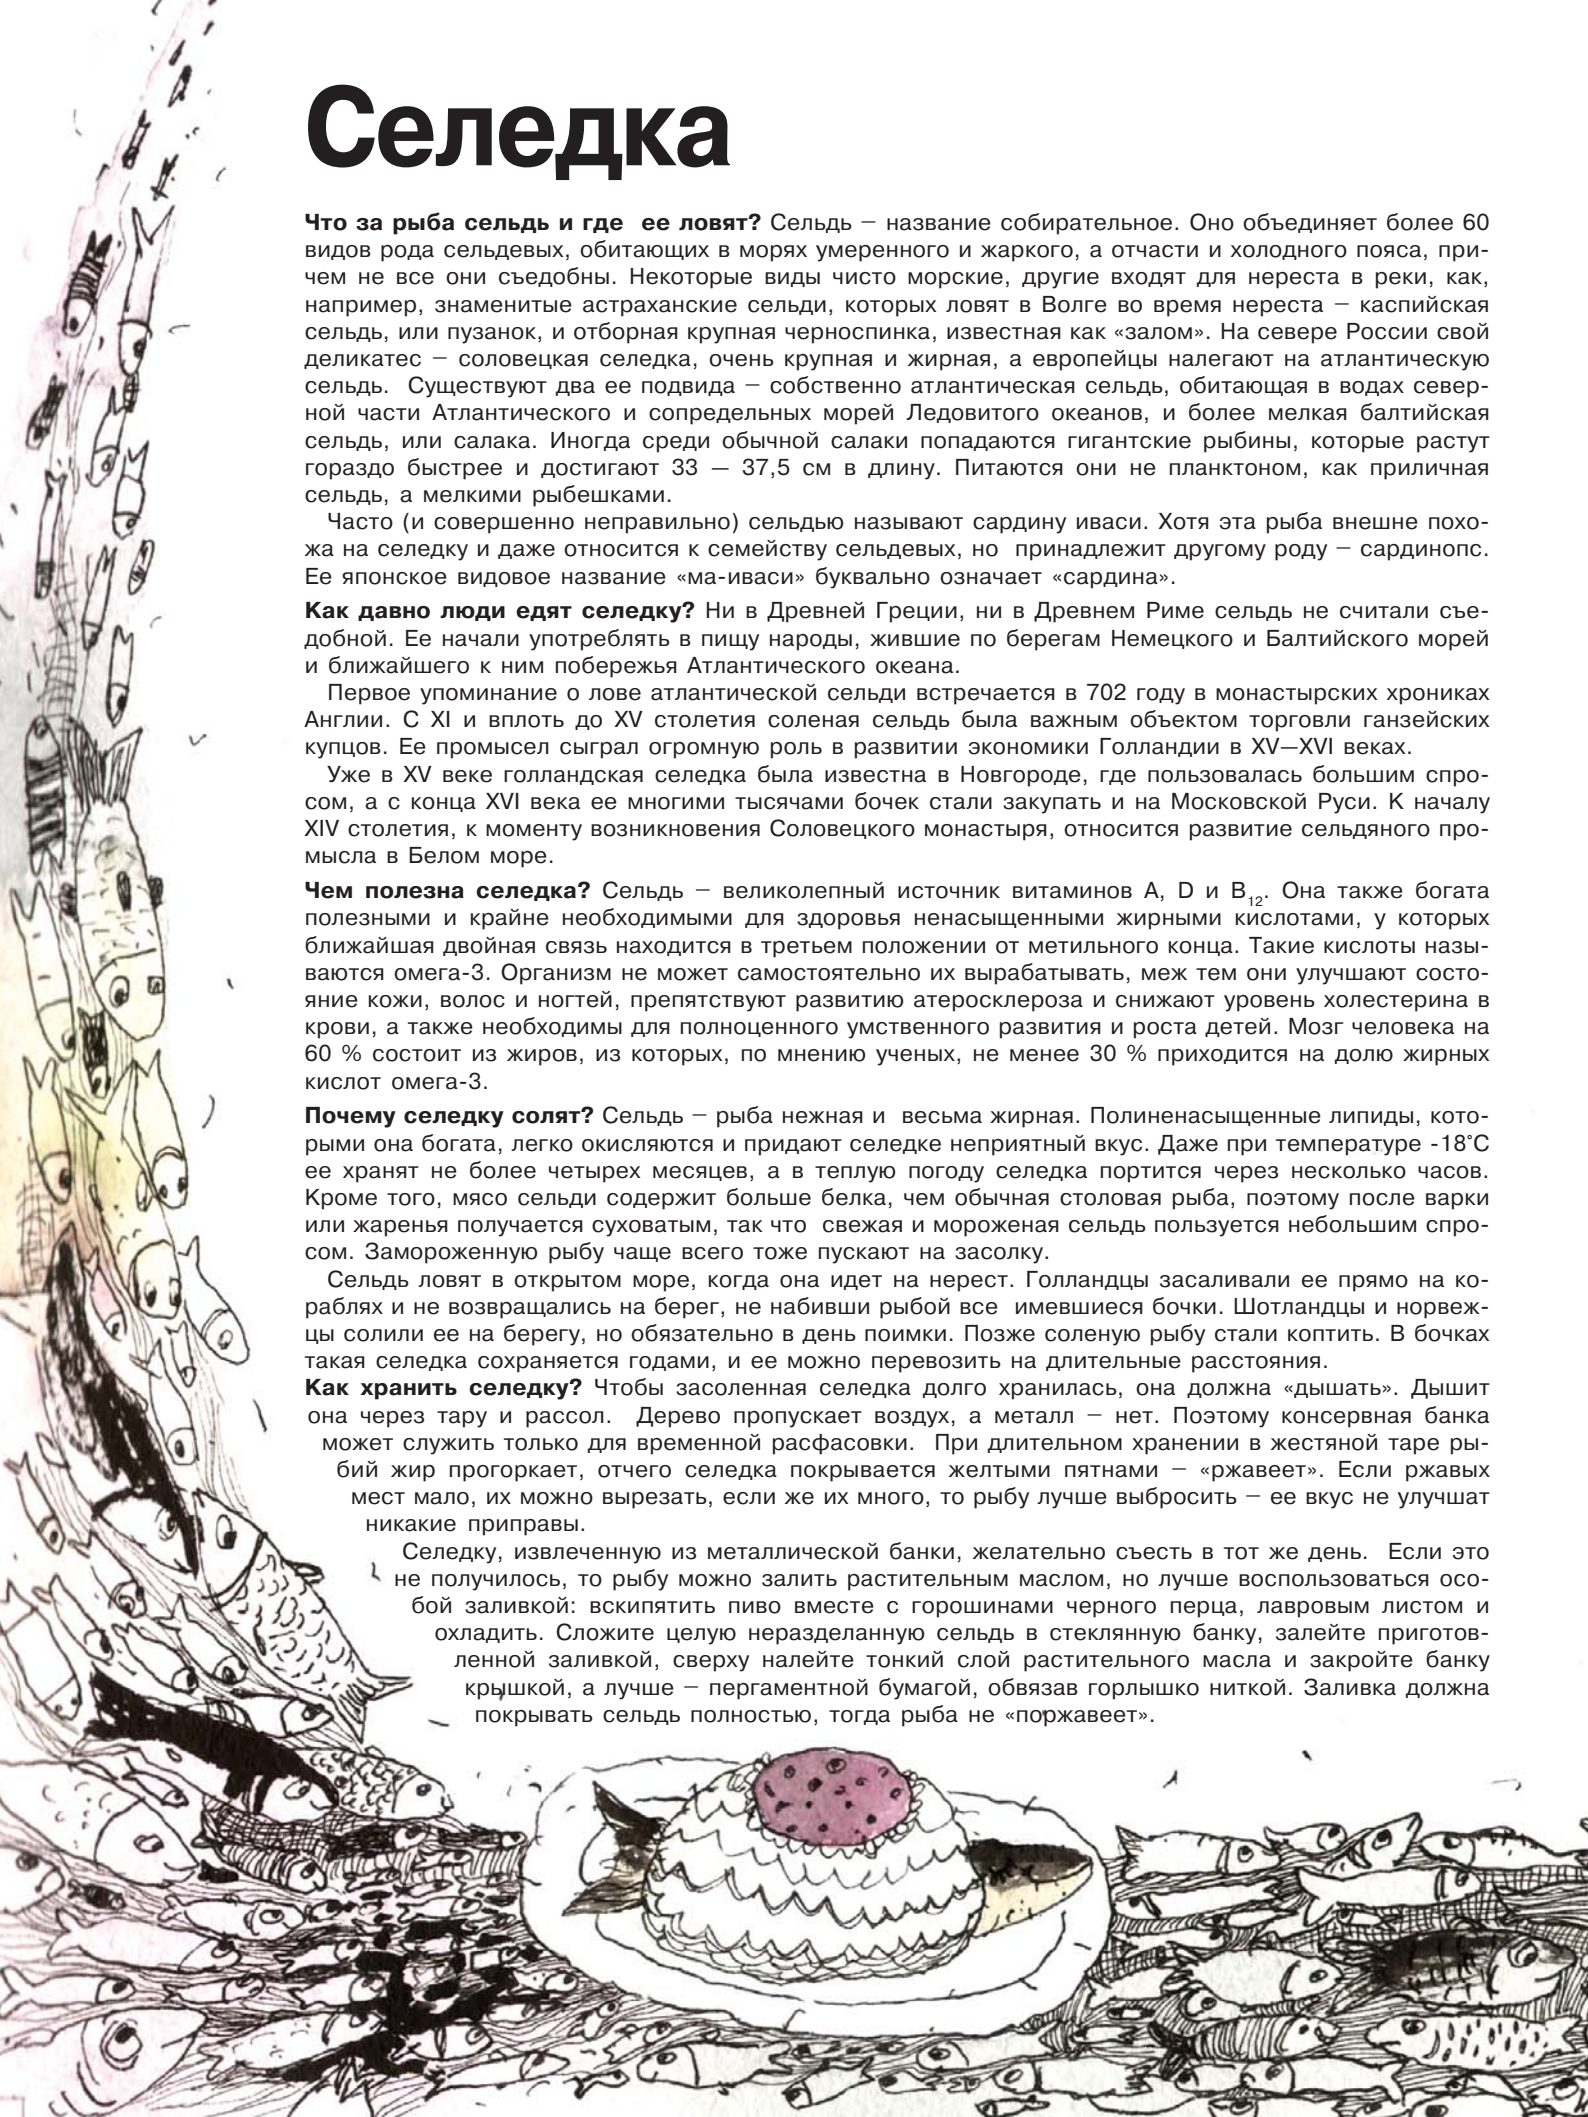 Селедка
Что за рыба сельдь и где ее ловят? Сельдь – название собирательное. Оно объединяет более 60
видов рода сельдевых, обитающих в морях умеренного и жаркого, а отчасти и холодного пояса, при-
чем не все они съедобны. Некоторые виды чисто морские, другие входят для нереста в реки, как,
например, знаменитые астраханские сельди, которых ловят в Волге во время нереста – каспийская
сельдь, или пузанок, и отборная крупная черноспинка, известная как «залом». На севере России свой
деликатес – соловецкая селедка, очень крупная и жирная, а европейцы налегают на атлантическую
сельдь. Существуют два ее подвида – собственно атлантическая сельдь, обитающая в водах север-
ной части Атлантического и сопредельных морей Ледовитого океанов, и более мелкая балтийская
сельдь, или салака. Иногда среди обычной салаки попадаются гигантские рыбины, которые растут
гораздо быстрее и достигают 33 — 37,5 см в длину. Питаются они не планктоном, как приличная
сельдь, а мелкими рыбешками.
Часто (и совершенно неправильно) сельдью называют сардину иваси. Хотя эта рыба внешне похо-
жа на селедку и даже относится к семейству сельдевых, но принадлежит другому роду – сардинопс.
Ее японское видовое название «ма-иваси» буквально означает «сардина».
Как давно люди едят селедку? Ни в Древней Греции, ни в Древнем Риме сельдь не считали съе-
добной. Ее начали употреблять в пищу народы, жившие по берегам Немецкого и Балтийского морей
и ближайшего к ним побережья Атлантического океана.
Первое упоминание о лове атлантической сельди встречается в 702 году в монастырских хрониках
Англии. С XI и вплоть до XV столетия соленая сельдь была важным объектом торговли ганзейских
купцов. Ее промысел сыграл огромную роль в развитии экономики Голландии в XV—XVI веках.
Уже в XV веке голландская селедка была известна в Новгороде, где пользовалась большим спро-
сом, а с конца XVI века ее многими тысячами бочек стали закупать и на Московской Руси. К началу
XIV столетия, к моменту возникновения Соловецкого монастыря, относится развитие сельдяного про-
мысла в Белом море.
Чем полезна селедка? Сельдь – великолепный источник витаминов A, D и B12. Она также богата
полезными и крайне необходимыми для здоровья ненасыщенными жирными кислотами, у которых
ближайшая двойная связь находится в третьем положении от метильного конца. Такие кислоты назы-
ваются омега-3. Организм не может самостоятельно их вырабатывать, меж тем они улучшают состо-
яние кожи, волос и ногтей, препятствуют развитию атеросклероза и снижают уровень холестерина в
крови, а также необходимы для полноценного умственного развития и роста детей. Мозг человека на
60 % состоит из жиров, из которых, по мнению ученых, не менее 30 % приходится на долю жирных
кислот омега-3.
Почему селедку солят? Сельдь – рыба нежная и весьма жирная. Полиненасыщенные липиды, кото-
рыми она богата, легко окисляются и придают селедке неприятный вкус. Даже при температуре -18°С
ее хранят не более четырех месяцев, а в теплую погоду селедка портится через несколько часов.
Кроме того, мясо сельди содержит больше белка, чем обычная столовая рыба, поэтому после варки
или жаренья получается суховатым, так что свежая и мороженая сельдь пользуется небольшим спро-
сом. Замороженную рыбу чаще всего тоже пускают на засолку.
Сельдь ловят в открытом море, когда она идет на нерест. Голландцы засаливали ее прямо на ко-
раблях и не возвращались на берег, не набивши рыбой все имевшиеся бочки. Шотландцы и норвеж-
цы солили ее на берегу, но обязательно в день поимки. Позже соленую рыбу стали коптить. В бочках
такая селедка сохраняется годами, и ее можно перевозить на длительные расстояния.
Как хранить селедку? Чтобы засоленная селедка долго хранилась, она должна «дышать». Дышит
она через тару и рассол. Дерево пропускает воздух, а металл – нет. Поэтому консервная банка
может служить только для временной расфасовки. При длительном хранении в жестяной таре ры-
бий жир прогоркает, отчего селедка покрывается желтыми пятнами – «ржавеет». Если ржавых
мест мало, их можно вырезать, если же их много, то рыбу лучше выбросить – ее вкус не улучшат
никакие приправы.
Селедку, извлеченную из металлической банки, желательно съесть в тот же день. Если это
не получилось, то рыбу можно залить растительным маслом, но лучше воспользоваться осо-
бой заливкой: вскипятить пиво вместе с горошинами черного перца, лавровым листом и
охладить. Сложите целую неразделанную сельдь в стеклянную банку, залейте приготов-
ленной заливкой, сверху налейте тонкий слой растительного масла и закройте банку
крышкой, а лучше – пергаментной бумагой, обвязав горлышко ниткой. Заливка должна
покрывать сельдь полностью, тогда рыба не «поржавеет».